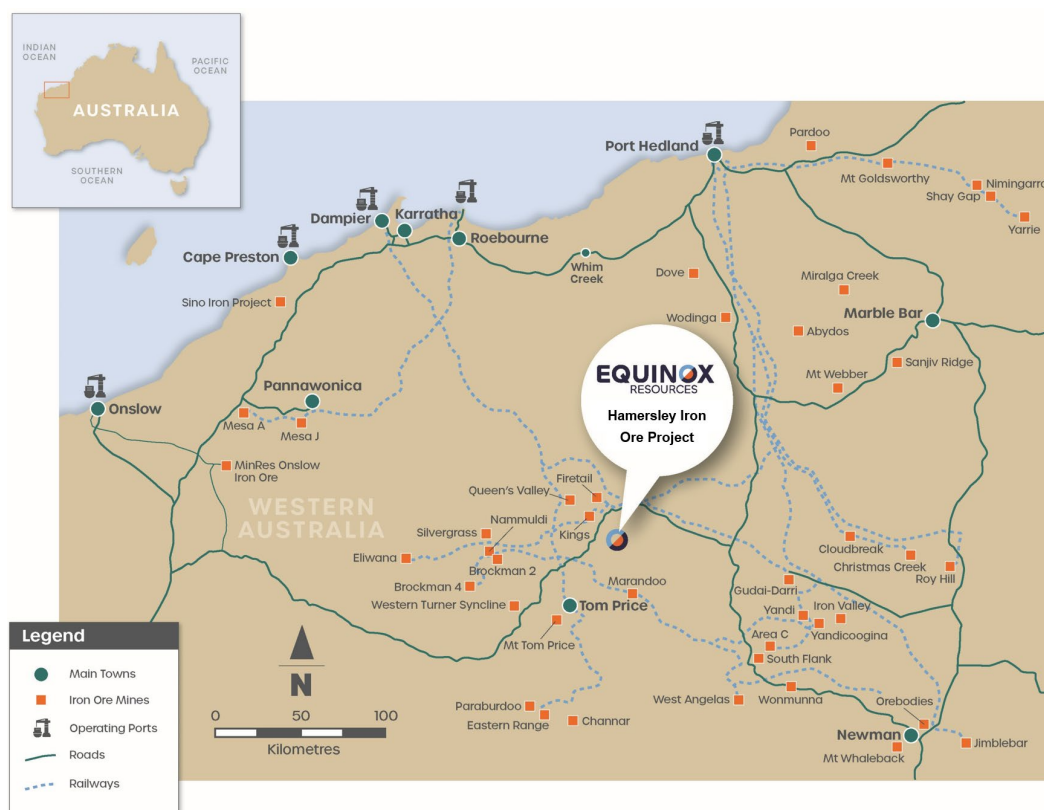 INDIAN
OCEAN
PACIFIC
OCEAN
AUSTRALIA
SOUTHERN
OCEAN
Port Hedland
Pardoo
Mt Goldsworthy
Nimingarra
Shay Gap
Yarrie
Dampier
Karratha
Roebourne
Cape Preston
Whim
Creek
Dove
Miralga Creek
Sino Iron Project
Wodinga
Marble Bar
Abydos
EQUINOX
RESOURCES
Hamersley Iron
Ore Project
Sanjiv Ridge
Mt Webber
Pannawonica
Onslow
Mesa A
Mesa J
MinRes Onslow
Iron Ore
WESTERN
AUSTRALIA
Firetail
Queen's Valley
Nammuldi
Silvergrass
Kings
Eliwana
Brockman 2
Brockman 4
Western Turner Syncline
Marandoo
Tom Price
Mt Tom Price
Cloudbreak
Christmas Creek
Roy Hill
Gudai-Darri
Yandi
Iron Valley
Yandicoogina
Area C
South Flank
West Angelas
Wonmunna
Orebodies
Newman
Mt Whaleback
Jimblebar
Paraburdoo
Eastern Range
Channar
N
0 50 100
Kilometres
Legend
Main Towns
Iron Ore Mines
Operating Ports
Roads
Railways